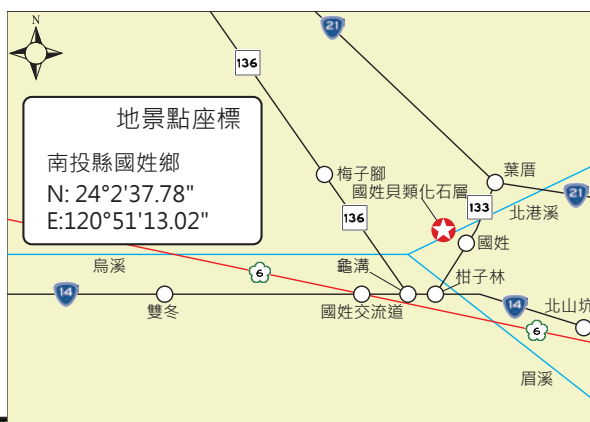 N
21
136
地景點座標
南投縣國姓鄉
N: 24°2'37.78"
E:120°51'13.02"
梅子腳
葉厝
國姓貝類化石層
21
133
136
北港溪
國姓
烏溪
6
龜溝
柑子林
14
雙冬
國姓交流道
14
北山坑
6
眉溪